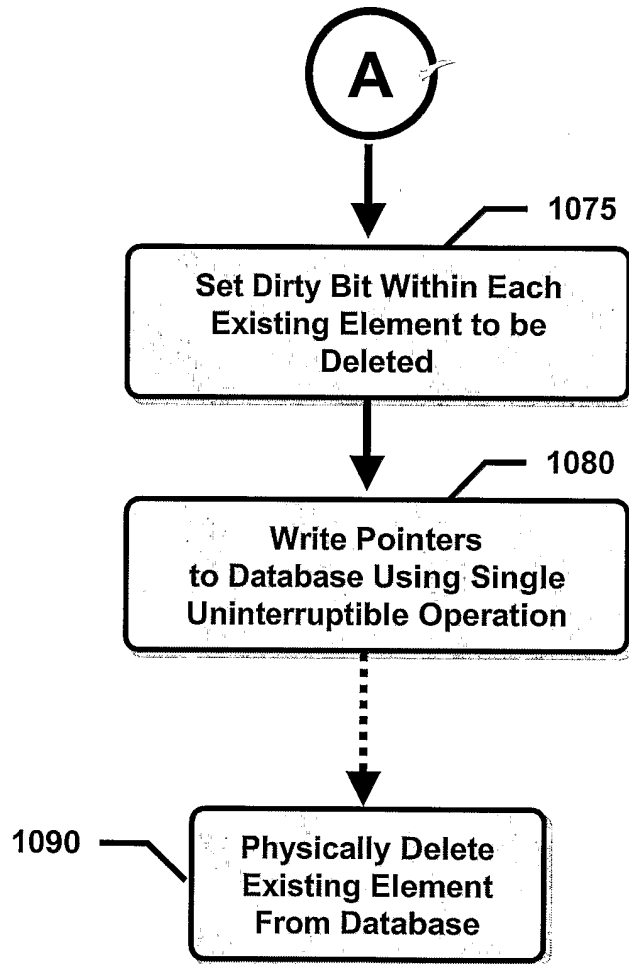 A
1075
Set Dirty Bit Within Each
Existing Element to be
Deleted
1080
Write Pointers
to Database Using Single
Uninterruptible Operation
1090
Physically Delete
Existing Element
From Database